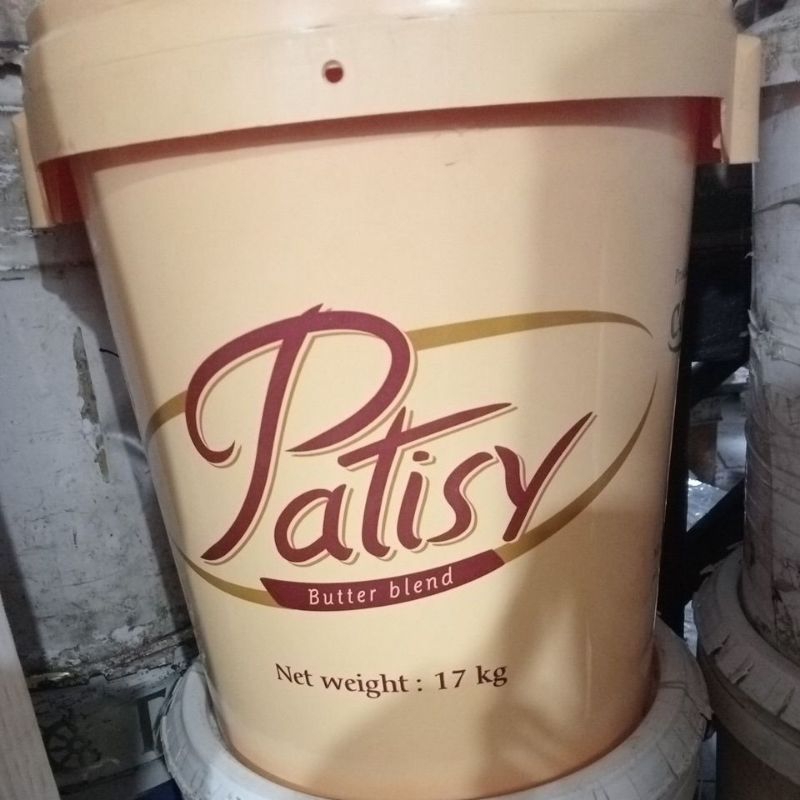 Patisy
Butter blend
Net weight : 17 kg